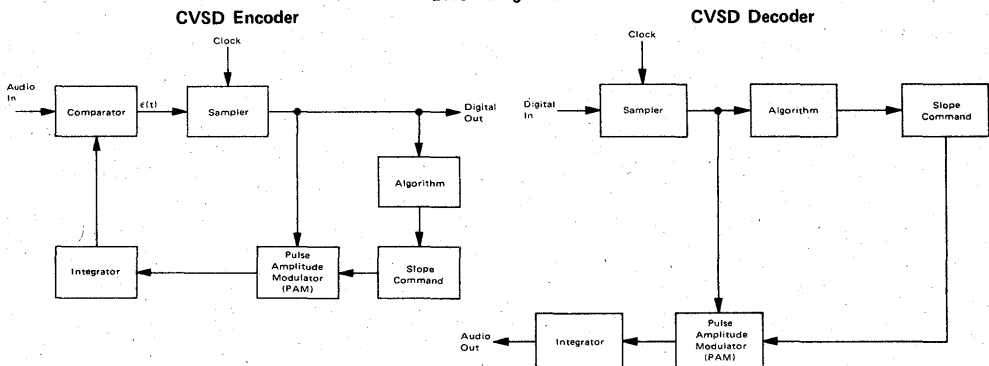 CVSD Encoder
Clock
Audio
In
Comparator
ϵ(t)
Sampler
Digital
Out
Algorithm
Integrator
Pulse
Amplitude
Modulator
(PAM)
Slope
Command
CVSD Decoder
Clock
Digital
In
Sampler
Algorithm
Slope
Command
Audio
Out
Integrator
Pulse
Amplitude
Modulator
(PAM)